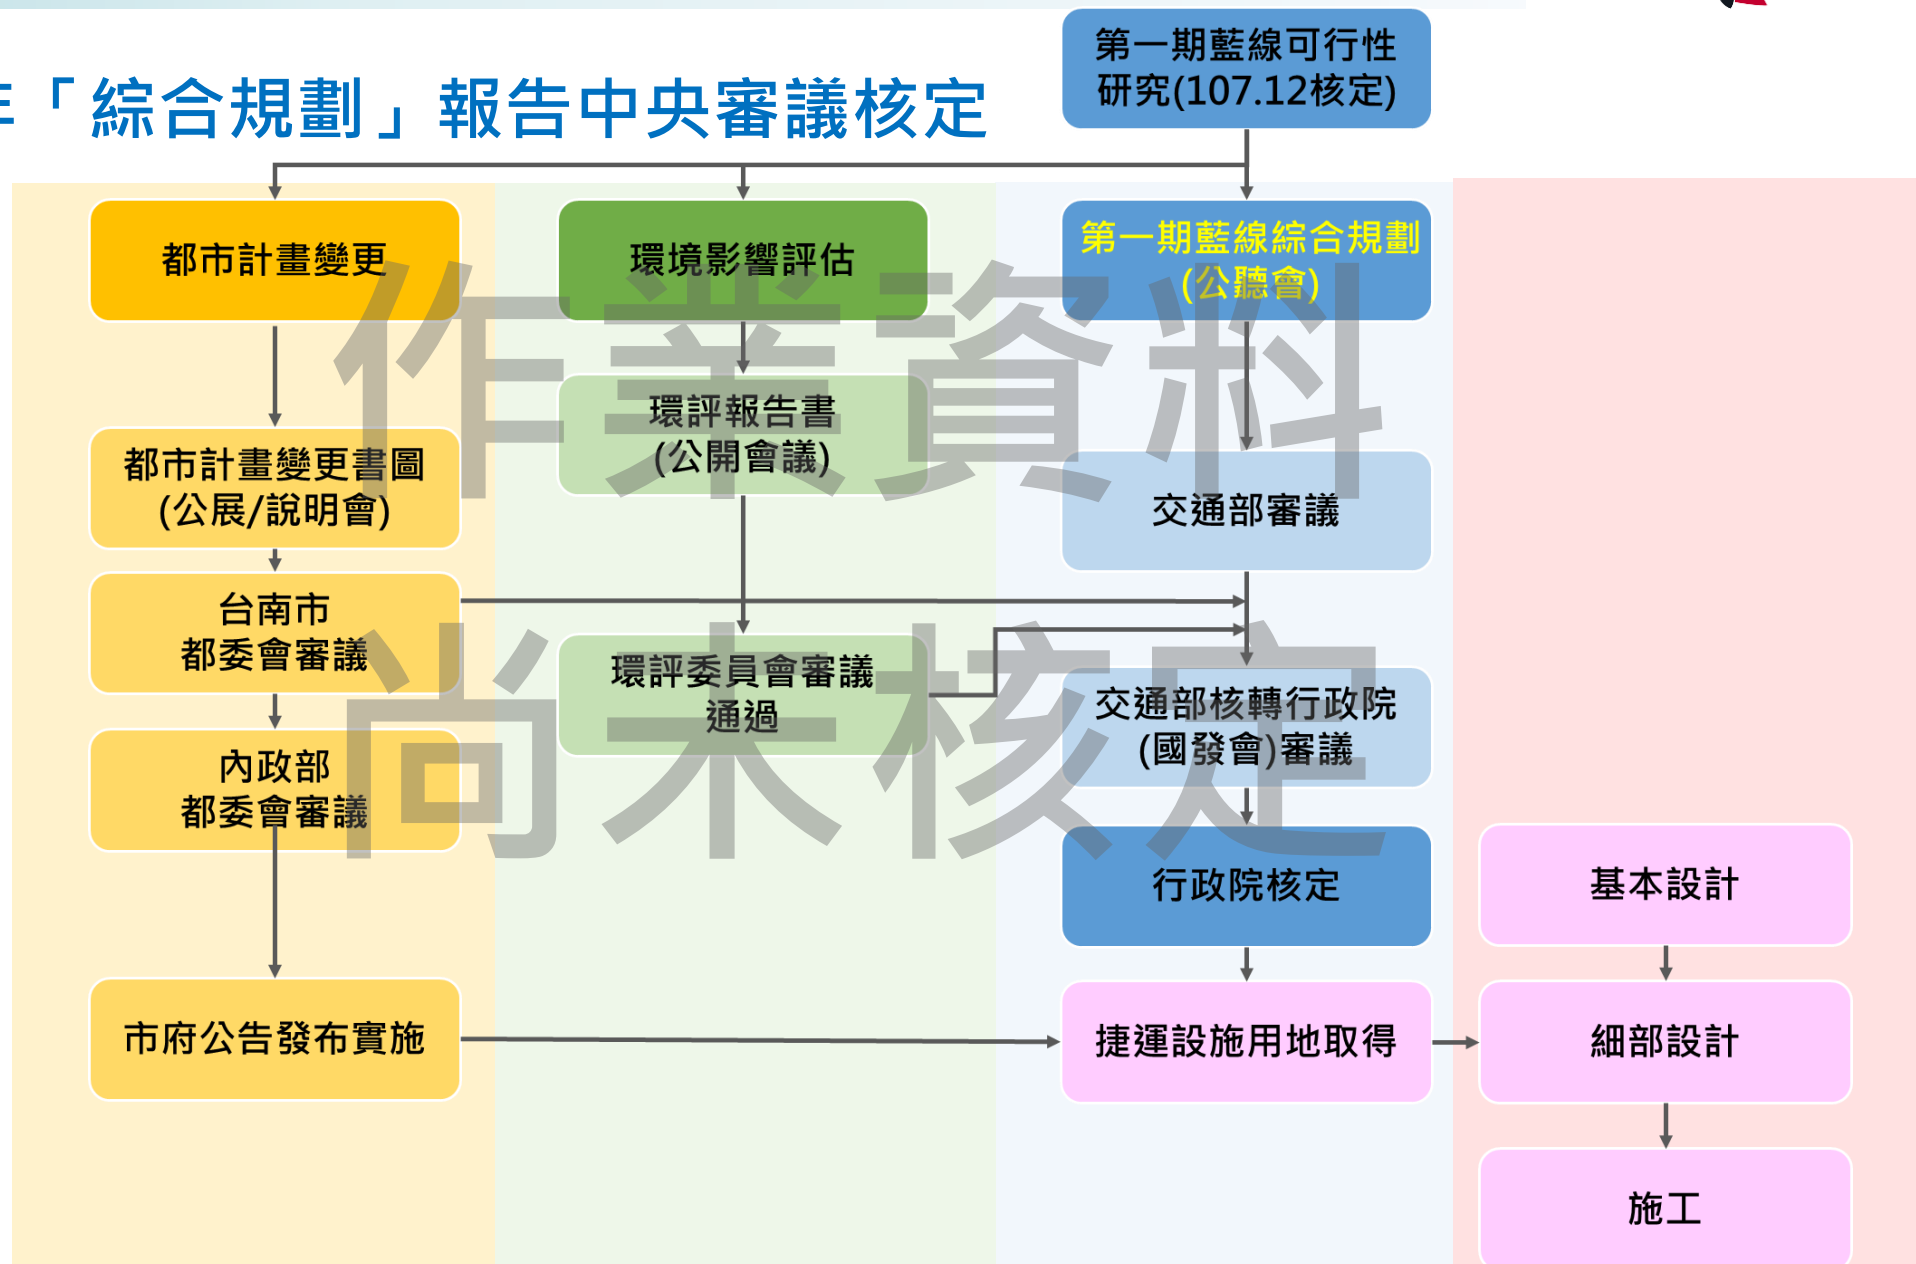 第一期藍線可行性
研究(107.12核定)
「綜合規劃」報告中央審議核定
都市計畫變更
環境影響評估
第一期藍線綜合規劃
(公聽會)
都市計畫變更書圖
(公展/說明會)
環評報告書
(公開會議)
交通部審議
台南市
都委會審議
環評委員會審議
通過
交通部核轉行政院
(國發會)審議
內政部
都委會審議
行政院核定
基本設計
市府公告發布實施
捷運設施用地取得
細部設計
施工
作業資料
尚未核定